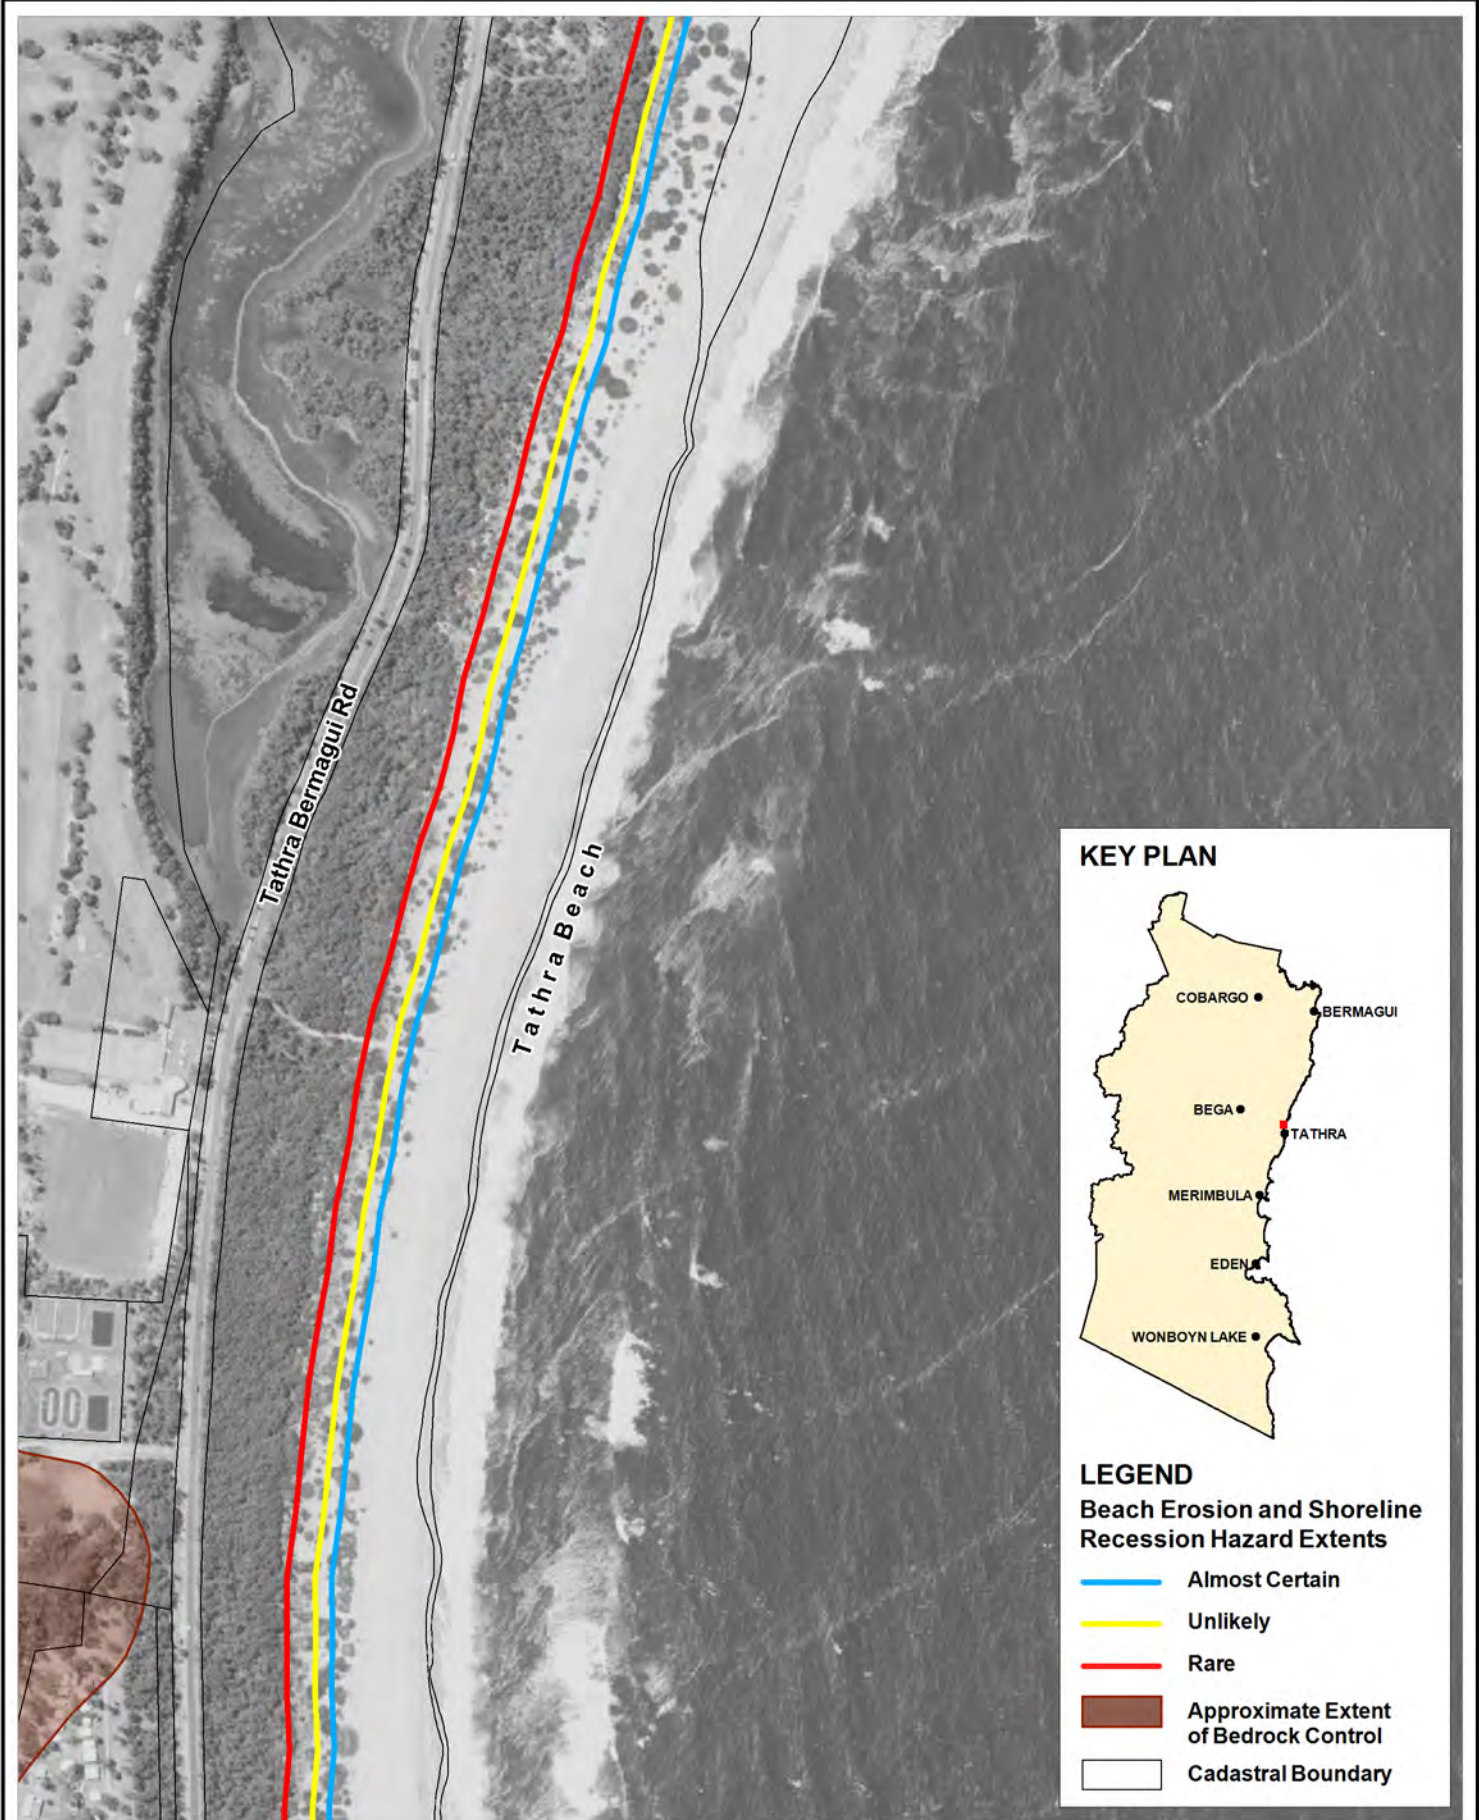 Tathra Bermagui Rd
Tathra Beach
KEY PLAN
COBARGO
BERMAGUI
BEGA
TATHRA
MERIMBULA
EDEN
WONBOYN LAKE
LEGEND
Beach Erosion and Shoreline
Recession Hazard Extents
Almost Certain
Unlikely
Rare
Approximate Extent
of Bedrock Control
Cadastral Boundary